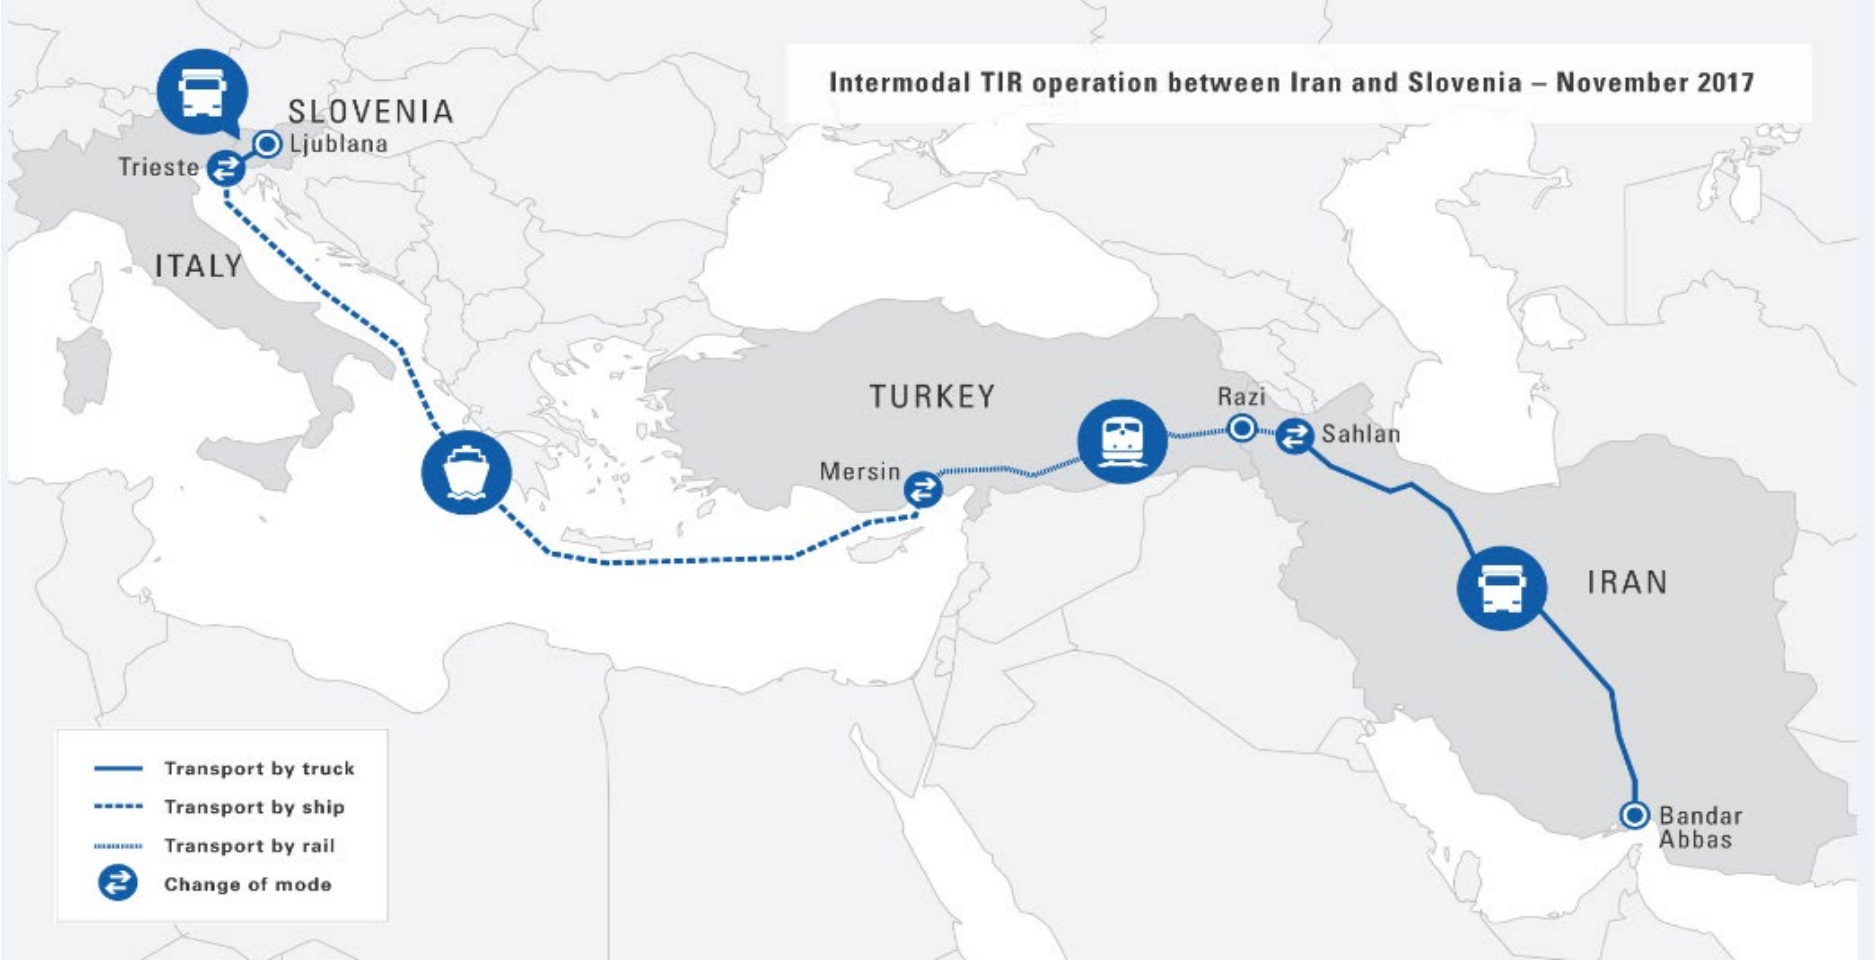 Intermodal TIR operation between Iran and Slovenia – November 2017
SLOVENIA
Ljublana
Trieste
ITALY
TURKEY
Razi
Sahlan
Mersin
IRAN
Bandar
Abbas
Transport by truck
Transport by ship
Transport by rail
Change of mode